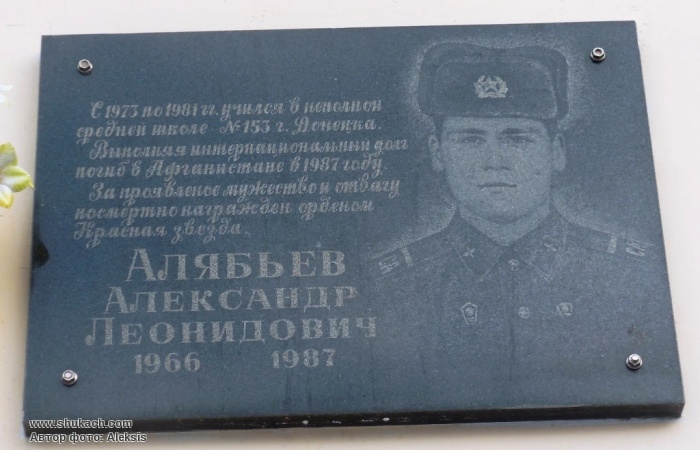 С 1973 по 1981 гг. учился в неполной
средней школе №153 г. Донецка.
Выполняя интернациональный долг
погиб в Афганистане в 1987 году.
За проявленое мужество и отвагу
посмертно награжден орденом
Красная звезда.
АЛЯБЬЕВ
АЛЕКСАНДР
ЛЕОНИДОВИЧ
1966 1987
www.shukach.com
Автор фото: Aleksis